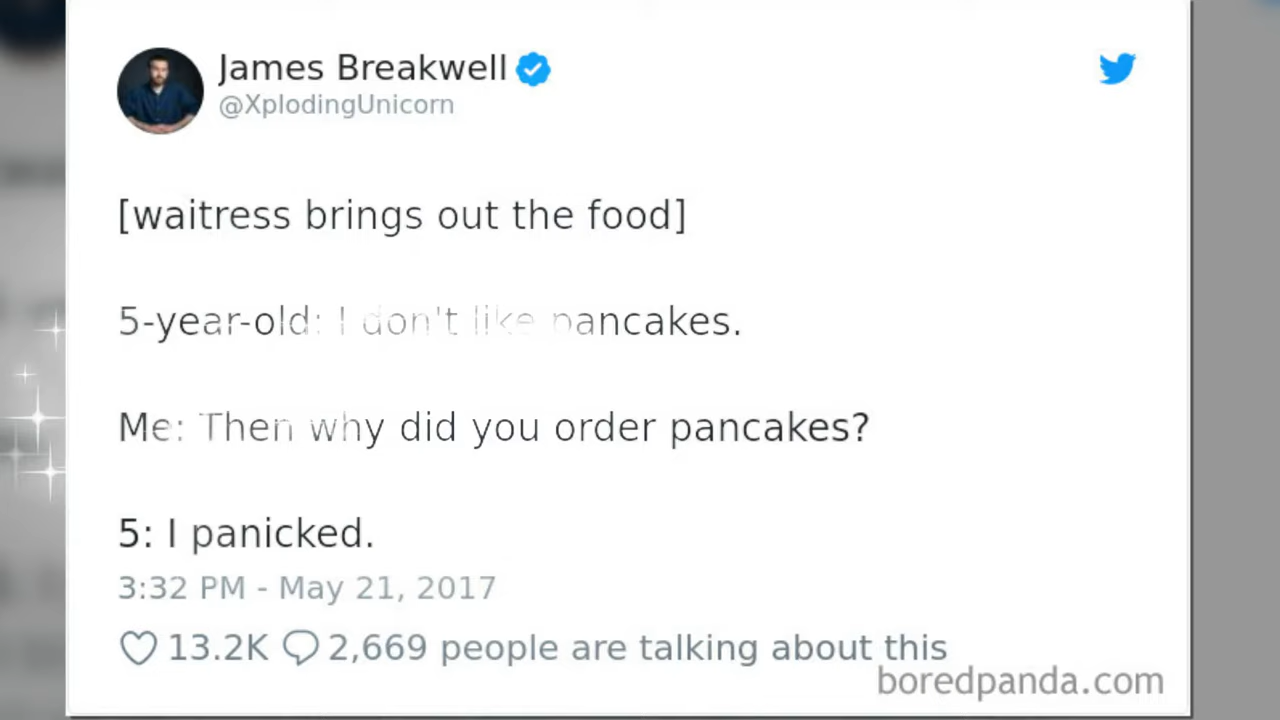 James Breakwell
@XplodingUnicorn
[waitress brings out the food]
5-year-old: I don't like pancakes.
Me: Then why did you order pancakes?
5: I panicked.
3:32 PM - May 21, 2017
13.2K 2,669 people are talking about this
boredpanda.com